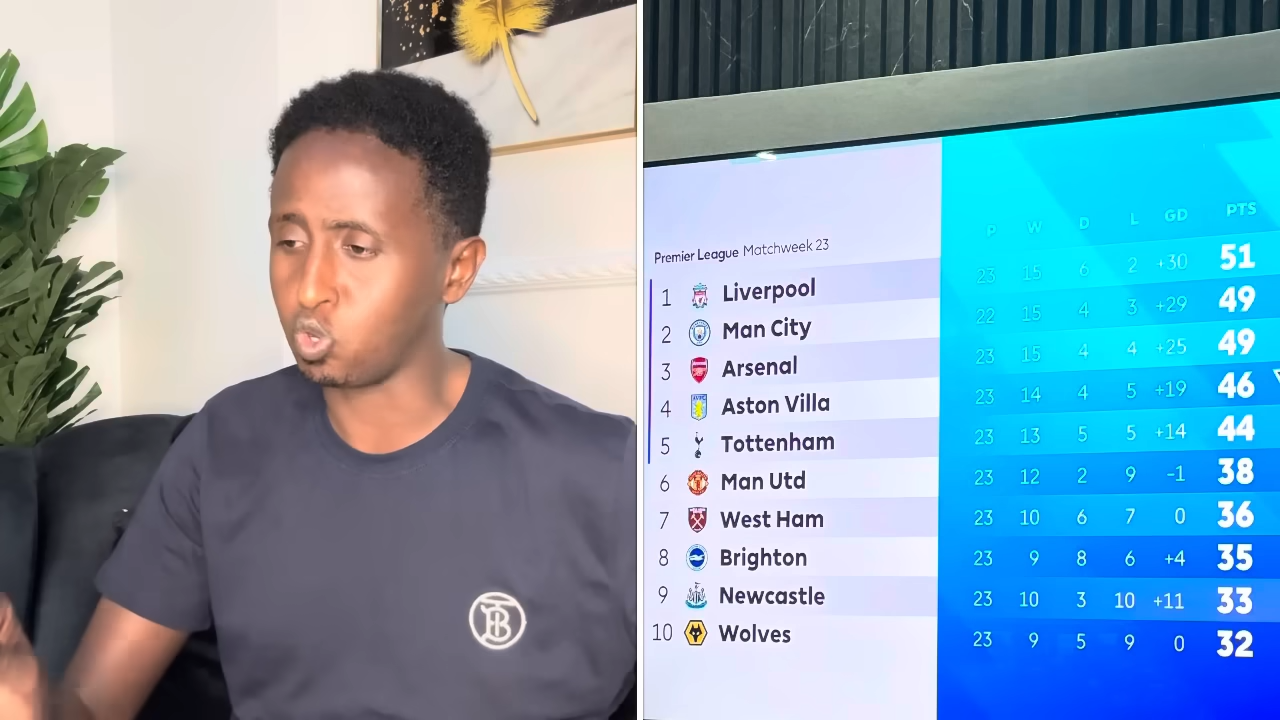 P W D L GD PTS
Premier League Matchweek 23
1 Liverpool 23 15 6 2 +30 51
2 Man City 22 15 4 3 +29 49
3 Arsenal 23 15 4 4 +25 49
4 Aston Villa 23 14 4 5 +19 46
5 Tottenham 23 13 5 5 +14 44
6 Man Utd 23 12 2 9 -1 38
7 West Ham 23 10 6 7 0 36
8 Brighton 23 9 8 6 +4 35
9 Newcastle 23 10 3 10 +11 33
10 Wolves 23 9 5 9 0 32